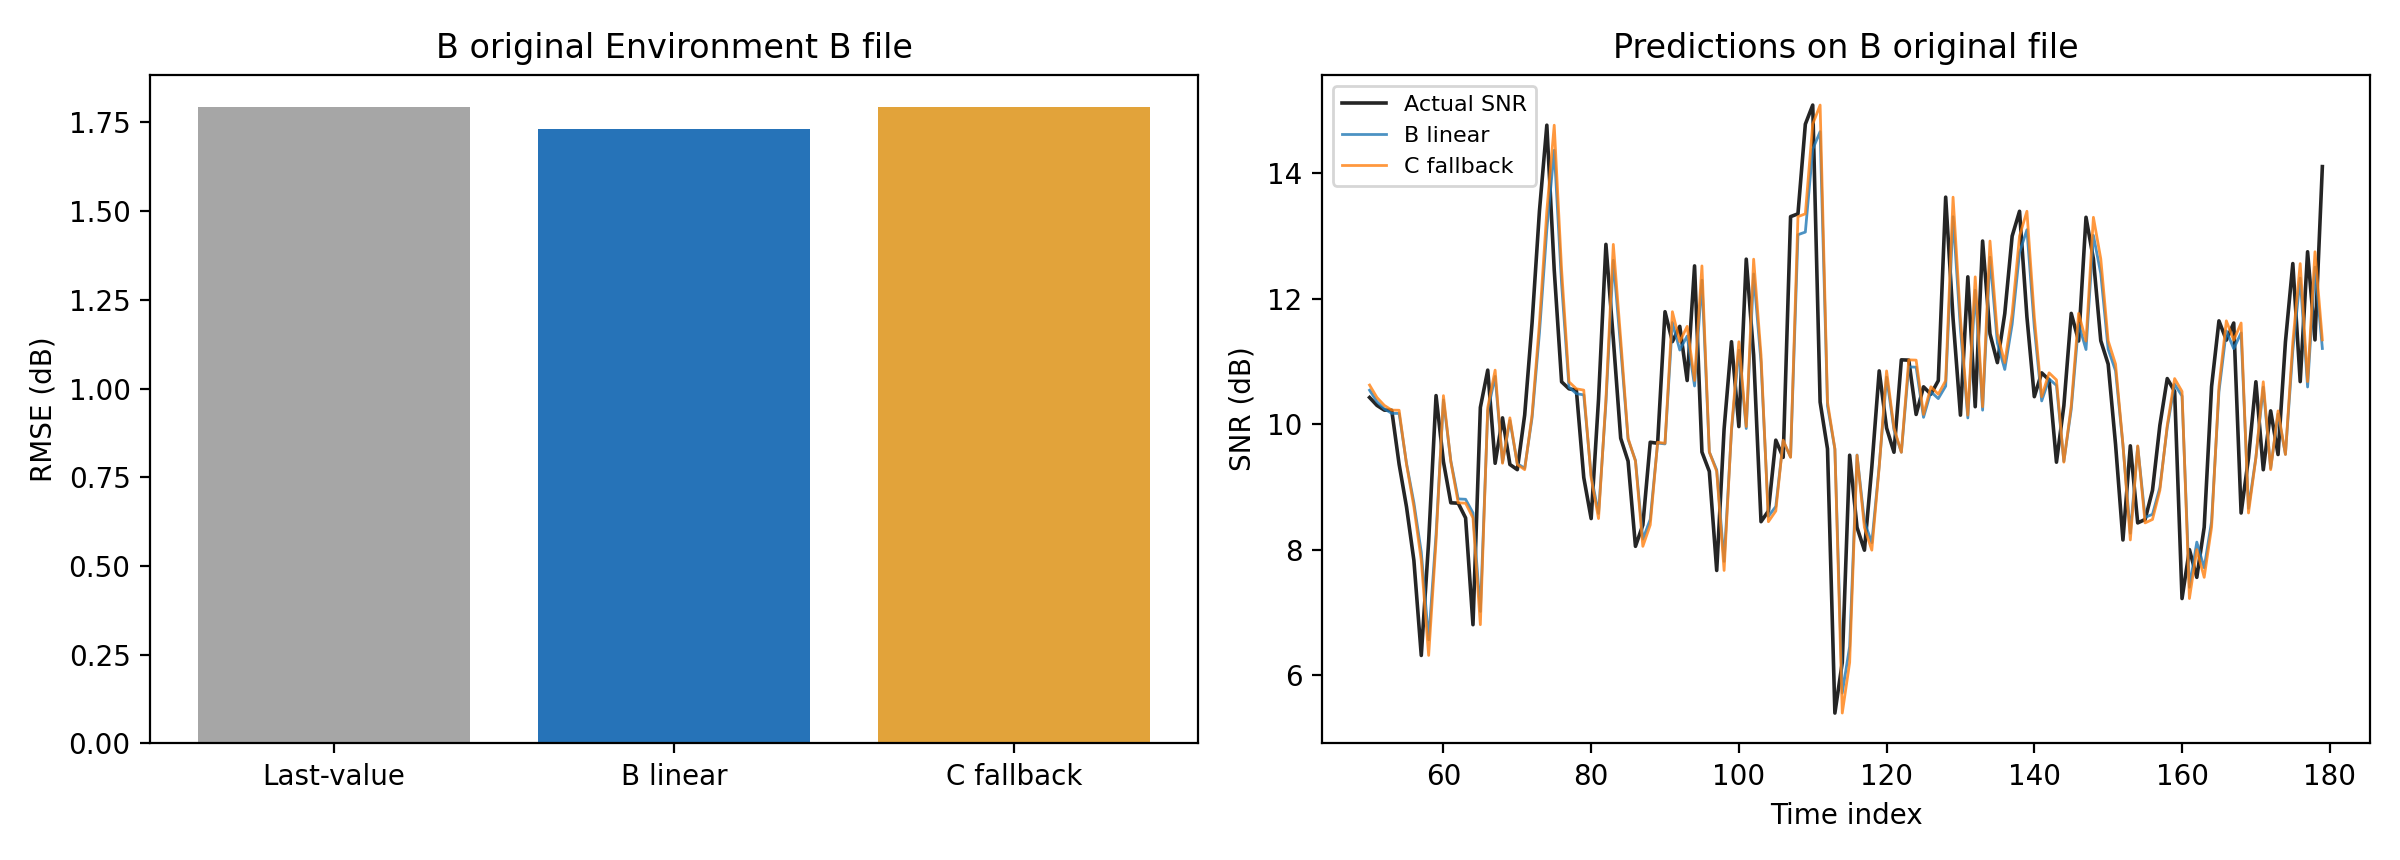 B original Environment B file
RMSE (dB)
1.75
1.50
1.25
1.00
0.75
0.50
0.25
0.00
Last-value
B linear
C fallback
Predictions on B original file
Actual SNR
B linear
C fallback
SNR (dB)
14
12
10
8
6
60
80
100
120
140
160
180
Time index